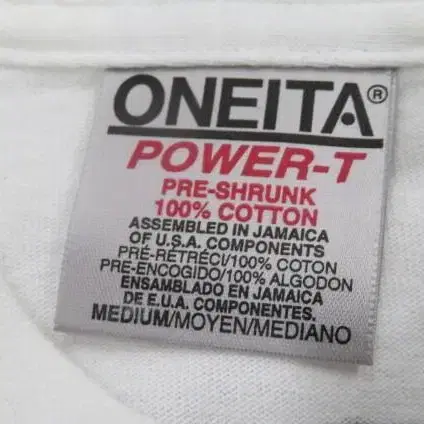 ONEITA®
POWER-T
PRE-SHRUNK
100% COTTON
ASSEMBLED IN JAMAICA
OF U.S.A. COMPONENTS
PRÉ-RETRÉCI/100% COTON
PRE-ENCOGIDO/100% ALGODON
ENSAMBLADO EN JAMAICA
DE E.U.A. COMPONENTES.
MEDIUM/MOYEN/MEDIANO